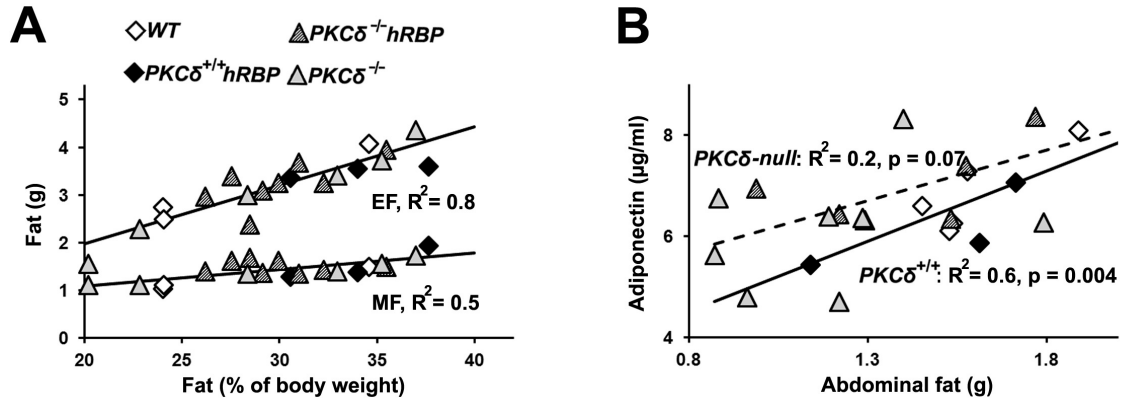 A
WT
PKCδ⁻/⁻hRBP
PKCδ⁺/⁺hRBP
PKCδ⁻/⁻
Fat (g)
5
4
3
2
1
0
EF, R²= 0.8
MF, R²= 0.5
20
25
30
35
40
Fat (% of body weight)
B
Adiponectin (µg/ml)
8
6
4
PKCδ-null: R²= 0.2, p = 0.07
PKCδ⁺/⁺: R²= 0.6, p = 0.004
0.8
1.3
1.8
Abdominal fat (g)